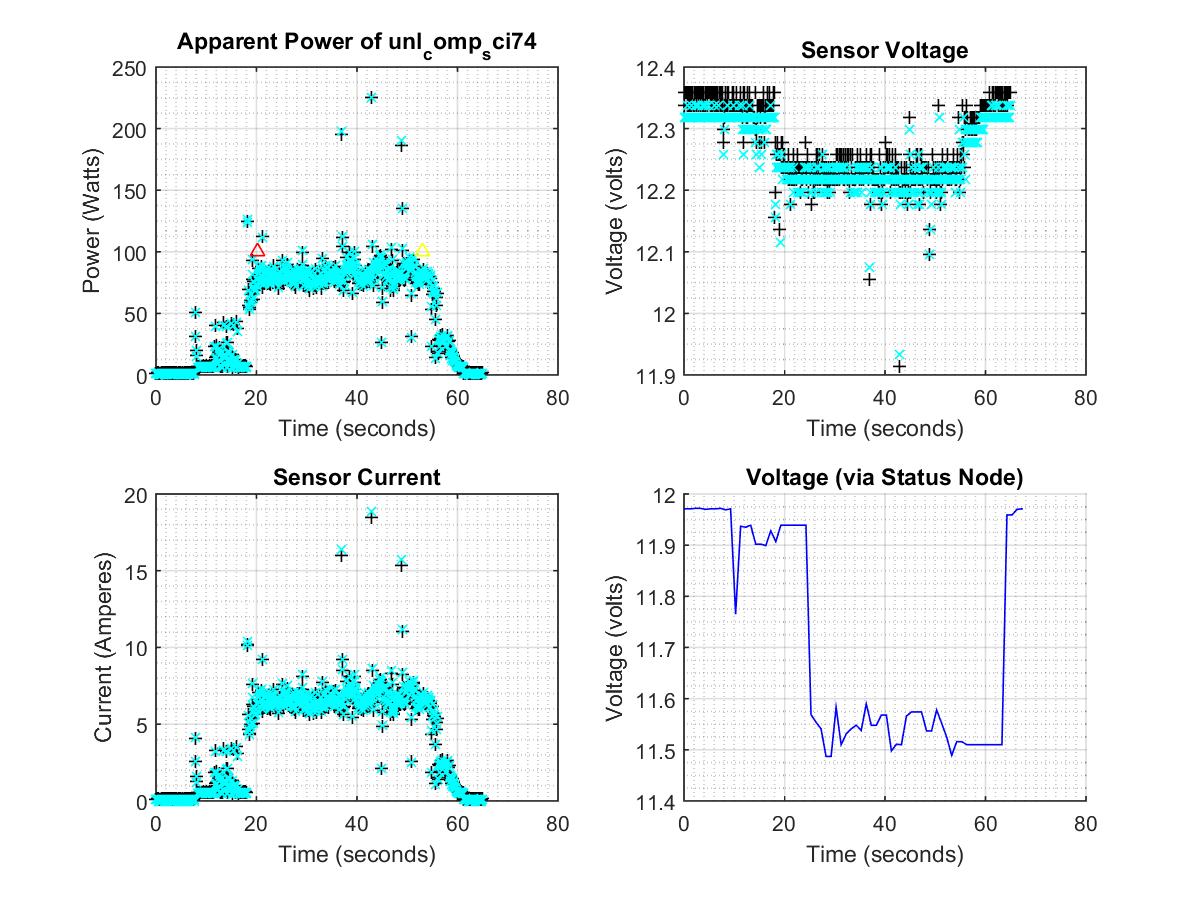 Apparent Power of unl_comp_sci74
250
200
150
100
50
0
0 20 40 60 80
Power (Watts)
Time (seconds)
Sensor Voltage
12.4
12.3
12.2
12.1
12
11.9
0 20 40 60 80
Voltage (volts)
Time (seconds)
Sensor Current
20
15
10
5
0
0 20 40 60 80
Current (Amperes)
Time (seconds)
Voltage (via Status Node)
12
11.9
11.8
11.7
11.6
11.5
11.4
0 20 40 60 80
Voltage (volts)
Time (seconds)